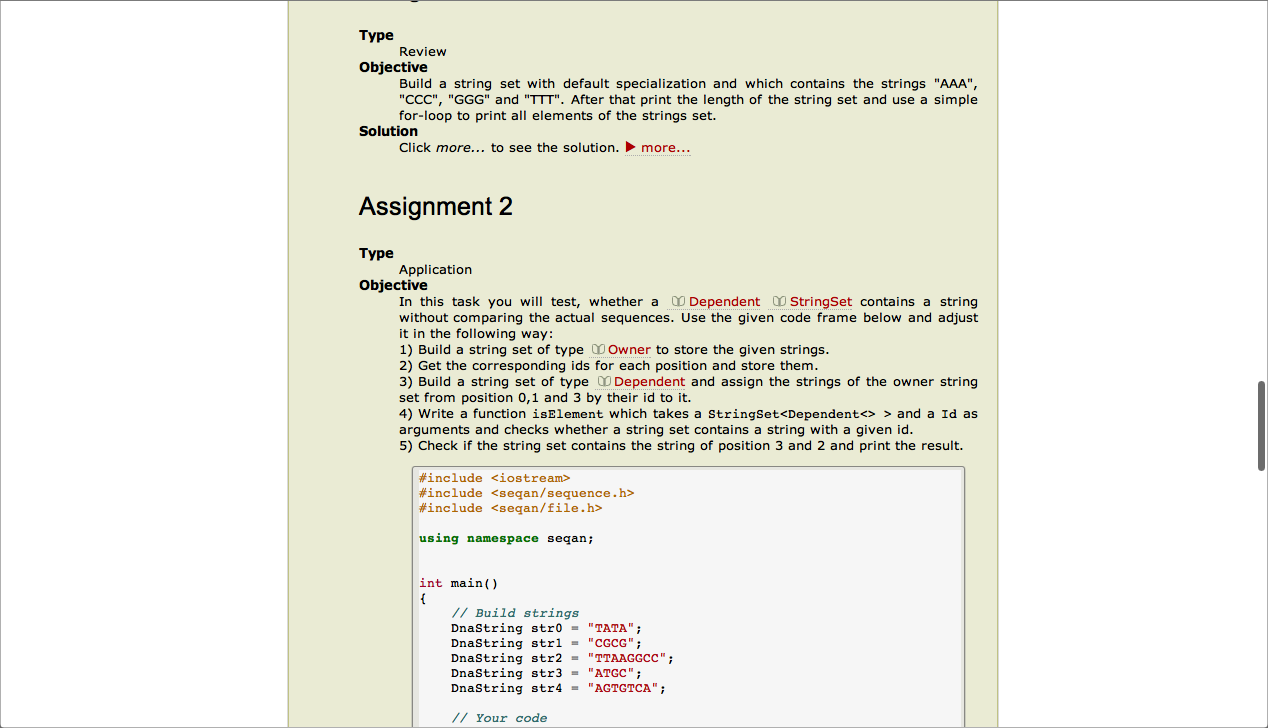 Type
Review
Objective
Build a string set with default specialization and which contains the strings "AAA",
"CCC", "GGG" and "TTT". After that print the length of the string set and use a simple
for-loop to print all elements of the strings set.
Solution
Click more... to see the solution. ▶ more...
Assignment 2
Type
Application
Objective
In this task you will test, whether a Dependent StringSet contains a string
without comparing the actual sequences. Use the given code frame below and adjust
it in the following way:
1) Build a string set of type Owner to store the given strings.
2) Get the corresponding ids for each position and store them.
3) Build a string set of type Dependent and assign the strings of the owner string
set from position 0,1 and 3 by their id to it.
4) Write a function isElement which takes a StringSet<Dependent<> > and a Id as
arguments and checks whether a string set contains a string with a given id.
5) Check if the string set contains the string of position 3 and 2 and print the result.
#include <iostream>
#include <seqan/sequence.h>
#include <seqan/file.h>
using namespace seqan;
int main()
{
// Build strings
DnaString str0 = "TATA";
DnaString str1 = "CGCG";
DnaString str2 = "TTAAGGCC";
DnaString str3 = "ATGC";
DnaString str4 = "AGTGTCA";
// Your code